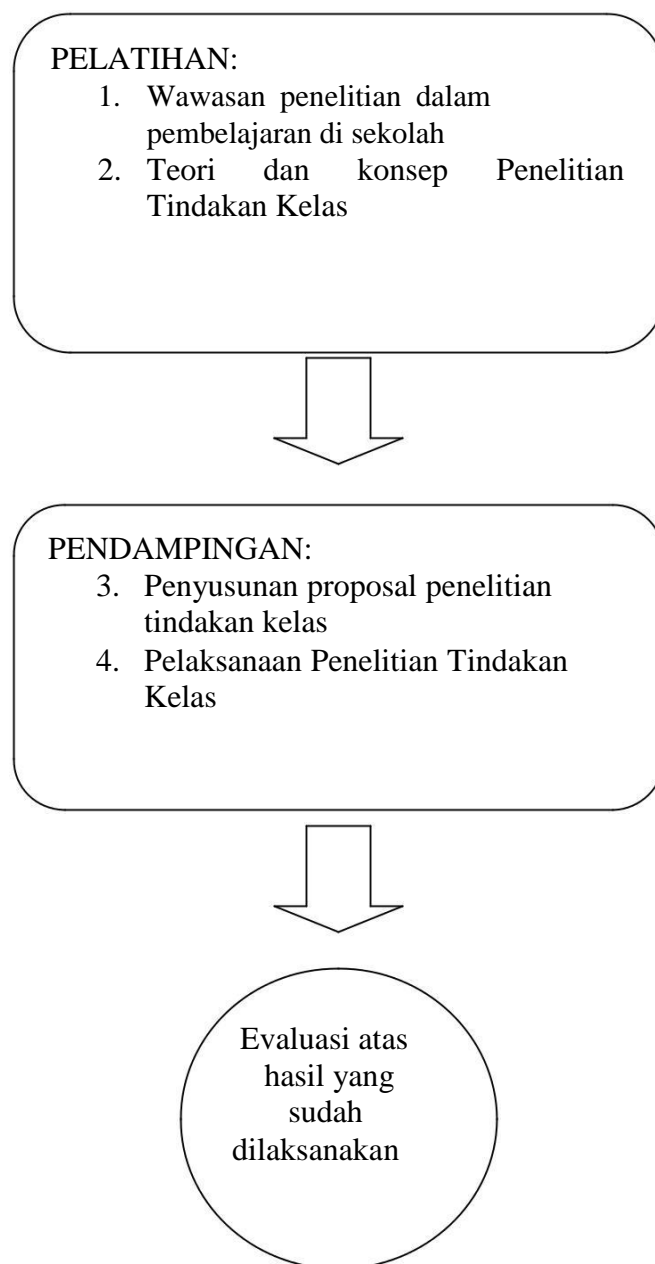 PELATIHAN:
1. Wawasan penelitian dalam
pembelajaran di sekolah
2. Teori dan konsep Penelitian
Tindakan Kelas
PENDAMPINGAN:
3. Penyusunan proposal penelitian
tindakan kelas
4. Pelaksanaan Penelitian Tindakan
Kelas
Evaluasi atas
hasil yang
sudah
dilaksanakan